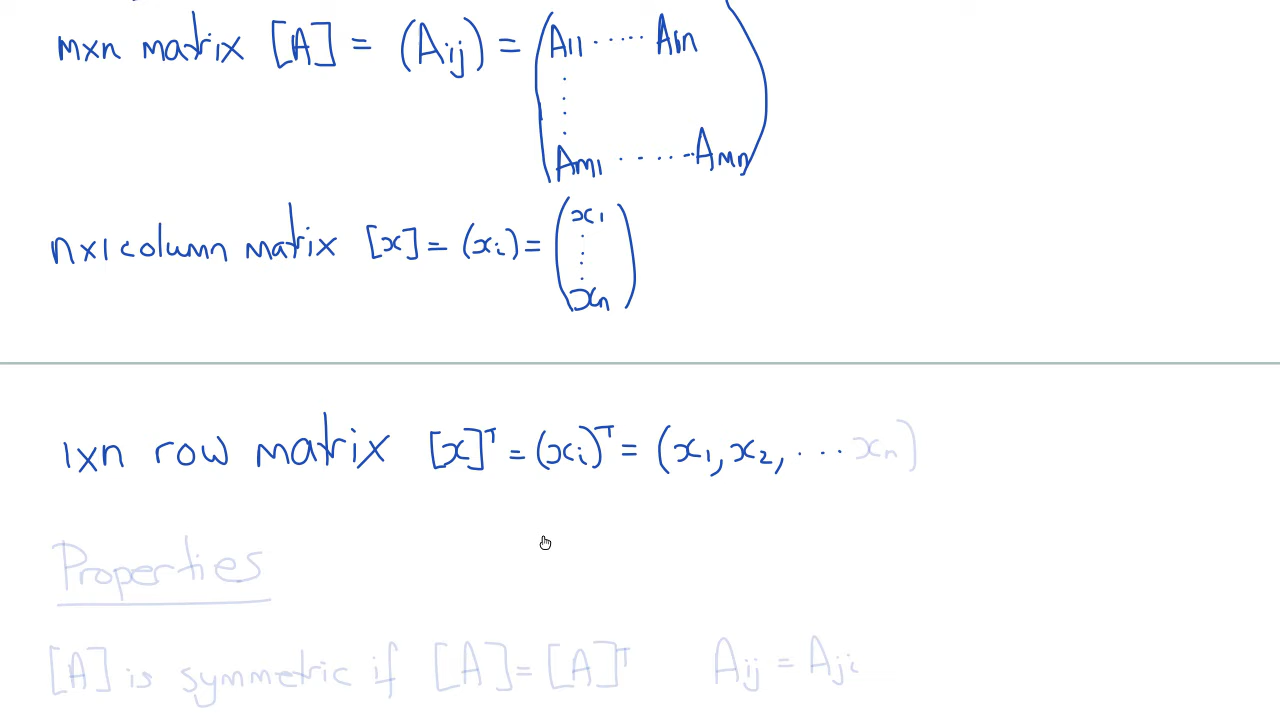 mxn matrix [A] = (Aij) = (A11 ..... A1n
Am1 ...... Amn)
nx1 column matrix [x] = (xi) = (x1
xn)
1xn row matrix [x]ᵀ = (xi)ᵀ = (x1, x2, ... xn)
Properties
[A] is symmetric if [A] = [A]ᵀ Aij = Aji